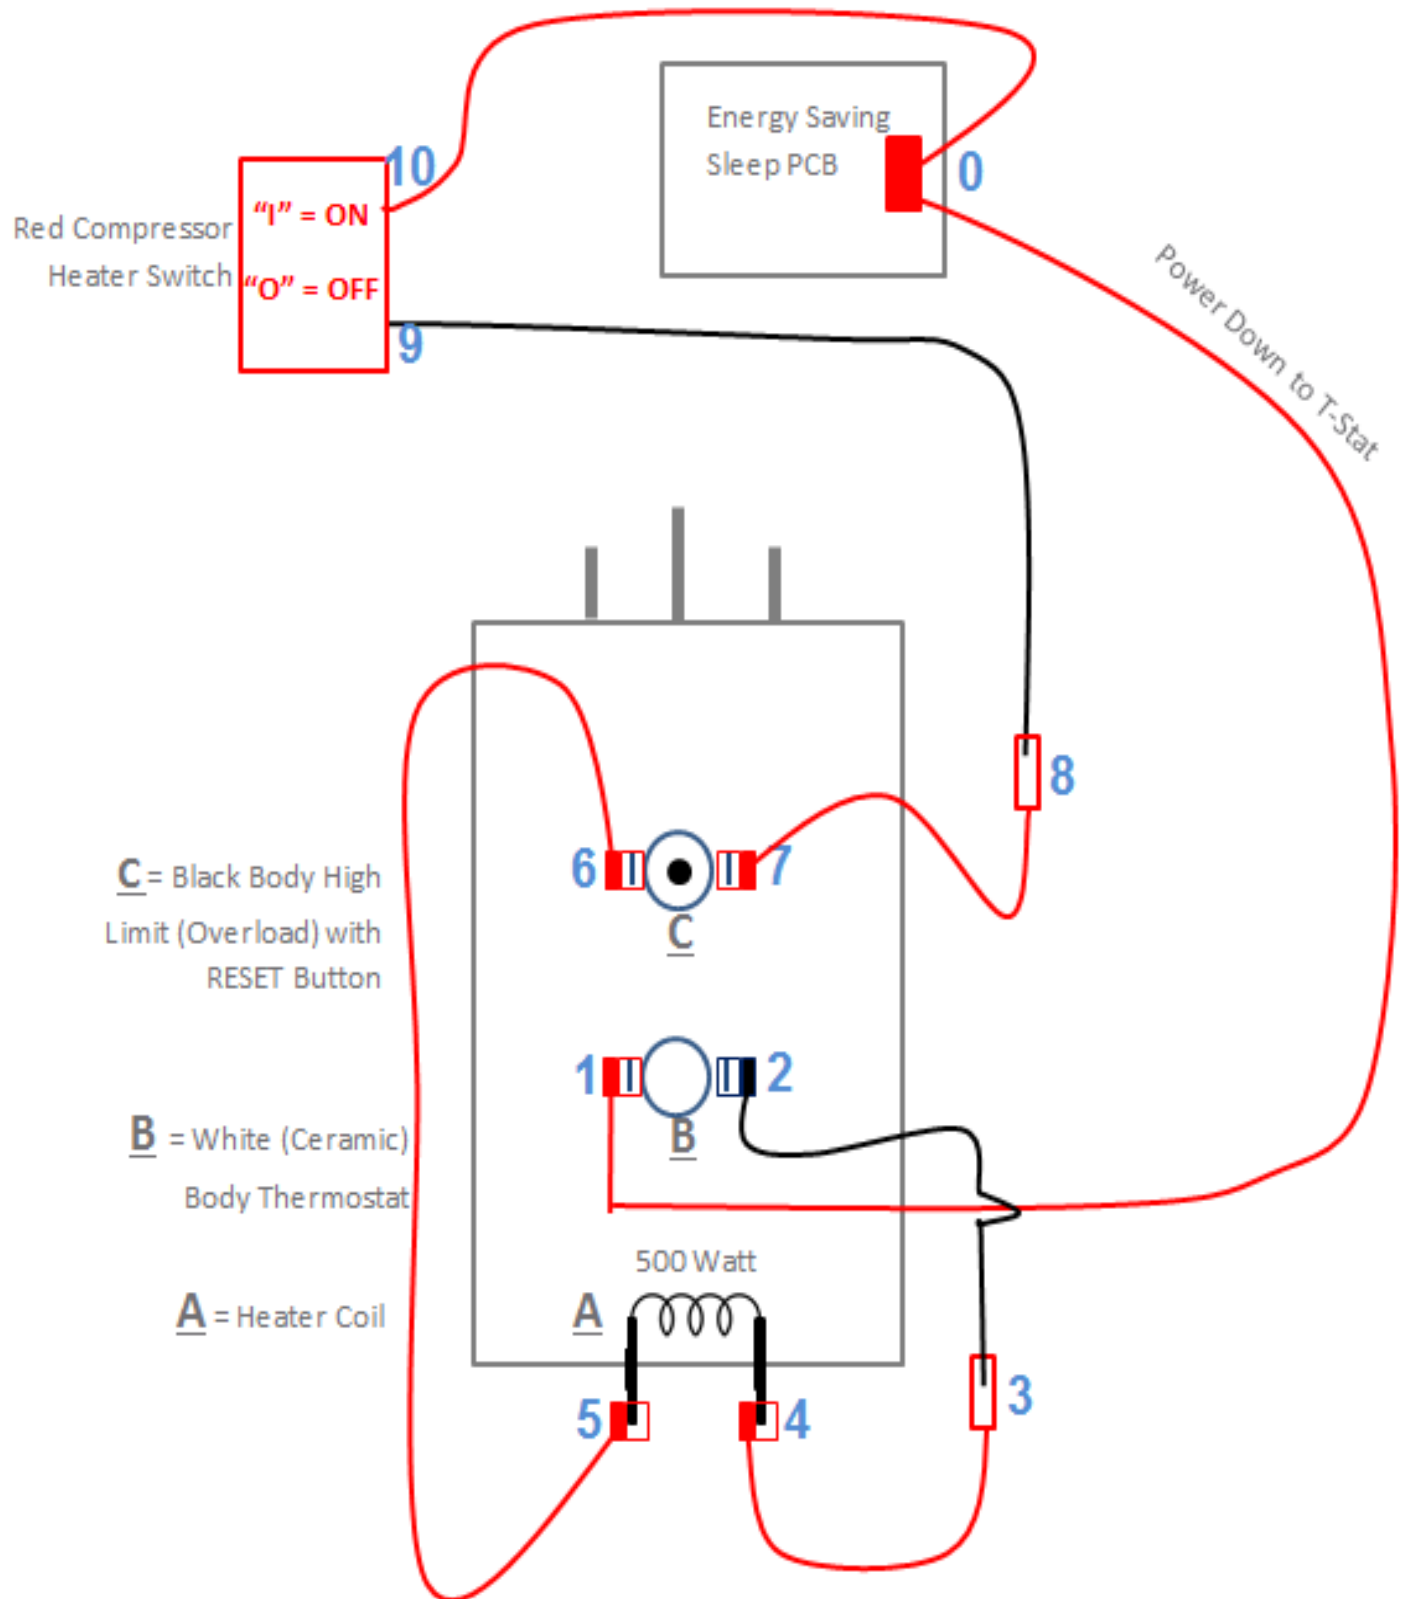 Energy Saving
Sleep PCB
0
10
Red Compressor
Heater Switch
“I” = ON
“O” = OFF
9
Power Down to T-Stat
8
6
7
C
C = Black Body High
Limit (Overload) with
RESET Button
1
2
B
B = White (Ceramic)
Body Thermostat
500 Watt
A
A = Heater Coil
3
5
4